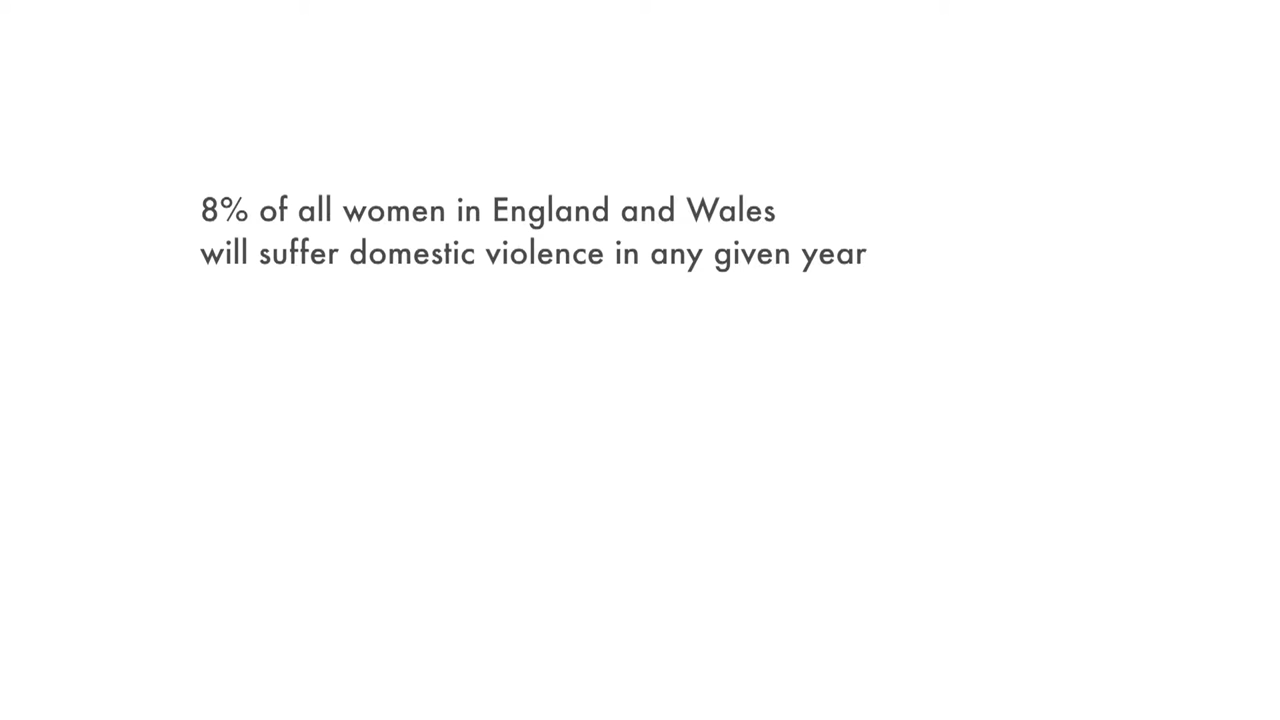 8% of all women in England and Wales
will suffer domestic violence in any given year